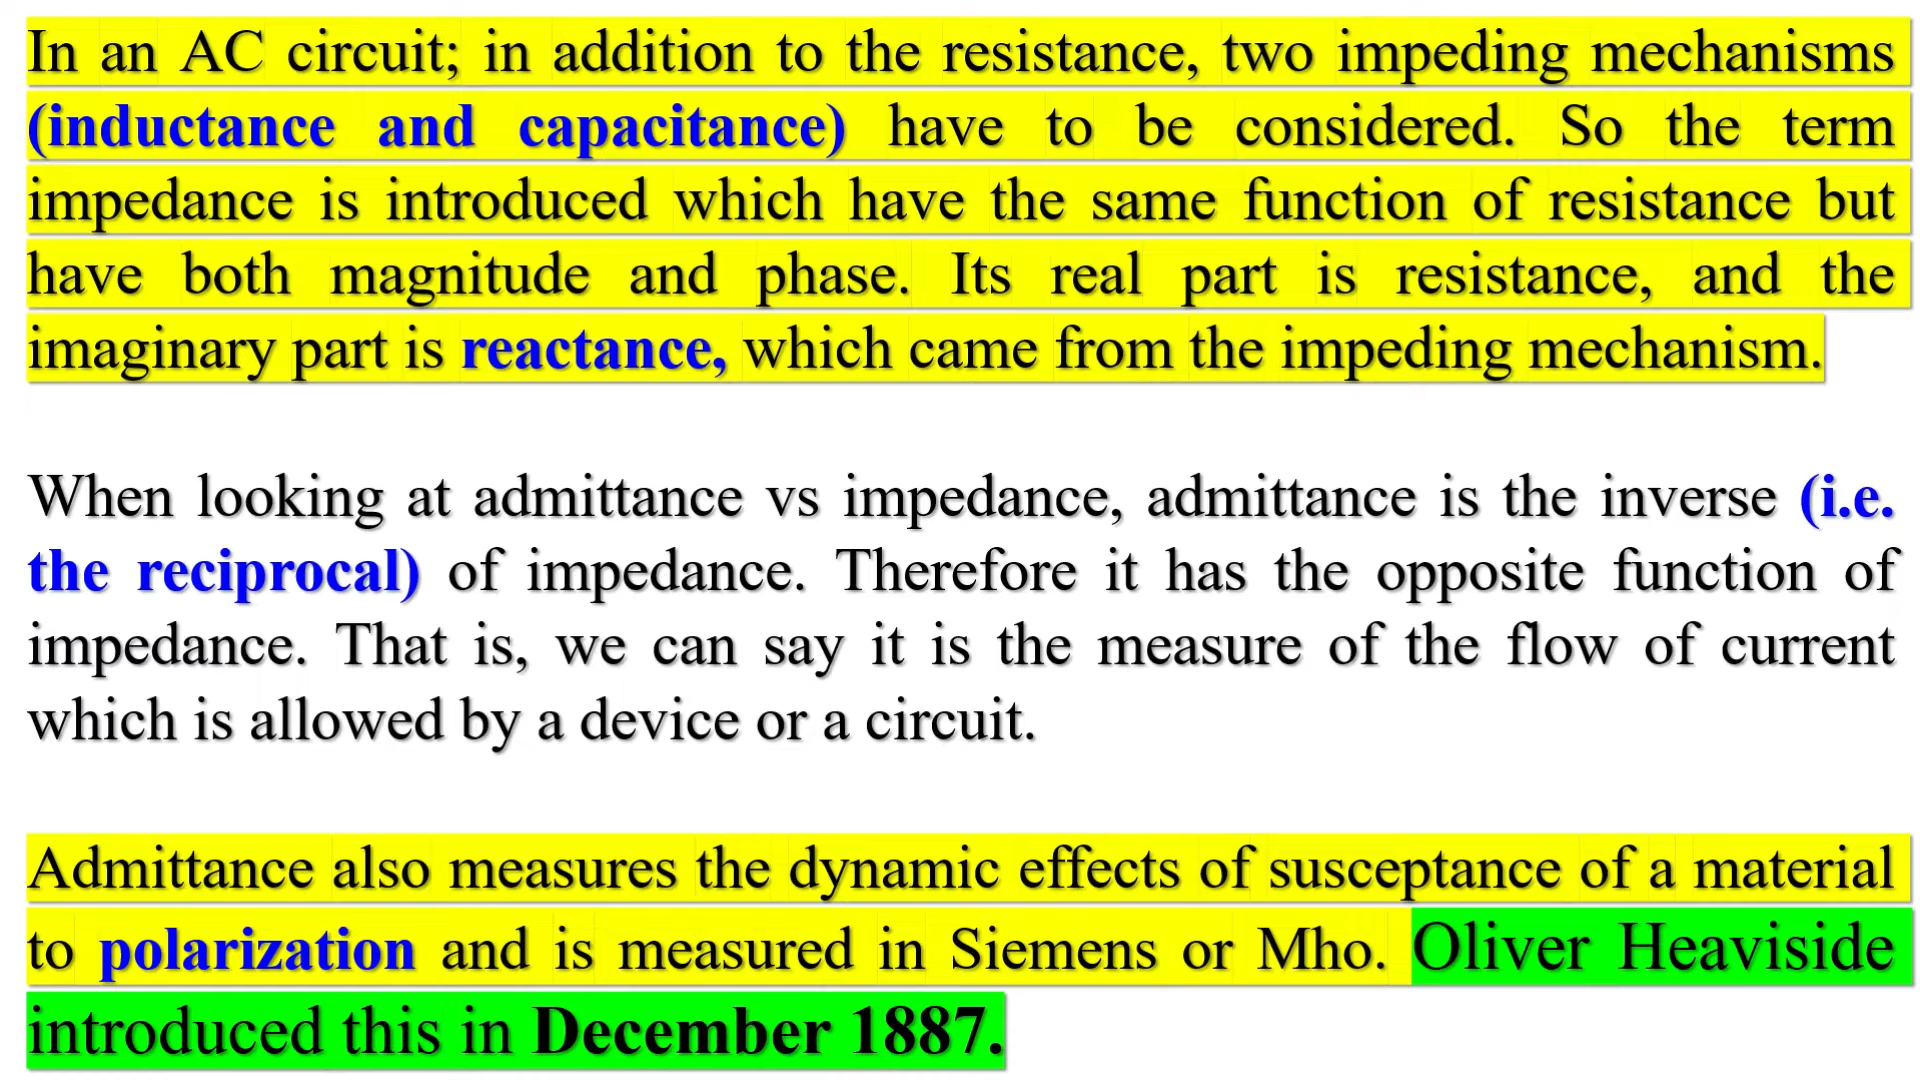 In an AC circuit; in addition to the resistance, two impeding mechanisms
(inductance and capacitance) have to be considered. So the term
impedance is introduced which have the same function of resistance but
have both magnitude and phase. Its real part is resistance, and the
imaginary part is reactance, which came from the impeding mechanism.
When looking at admittance vs impedance, admittance is the inverse (i.e.
the reciprocal) of impedance. Therefore it has the opposite function of
impedance. That is, we can say it is the measure of the flow of current
which is allowed by a device or a circuit.
Admittance also measures the dynamic effects of susceptance of a material
to polarization and is measured in Siemens or Mho. Oliver Heaviside
introduced this in December 1887.